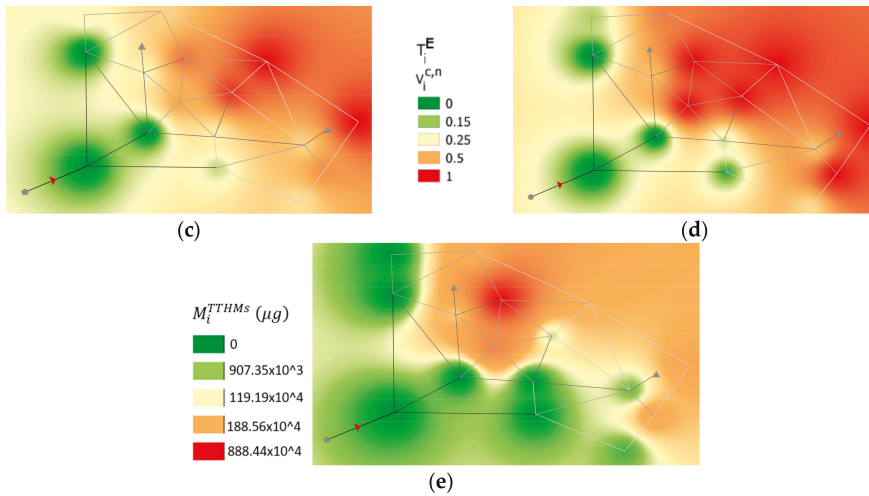 T_i^E
v_i^{c,n}
0
0.15
0.25
0.5
1
(c)
(d)
M_i^{TTHMs} (μg)
0
907.35x10^3
119.19x10^4
188.56x10^4
888.44x10^4
(e)